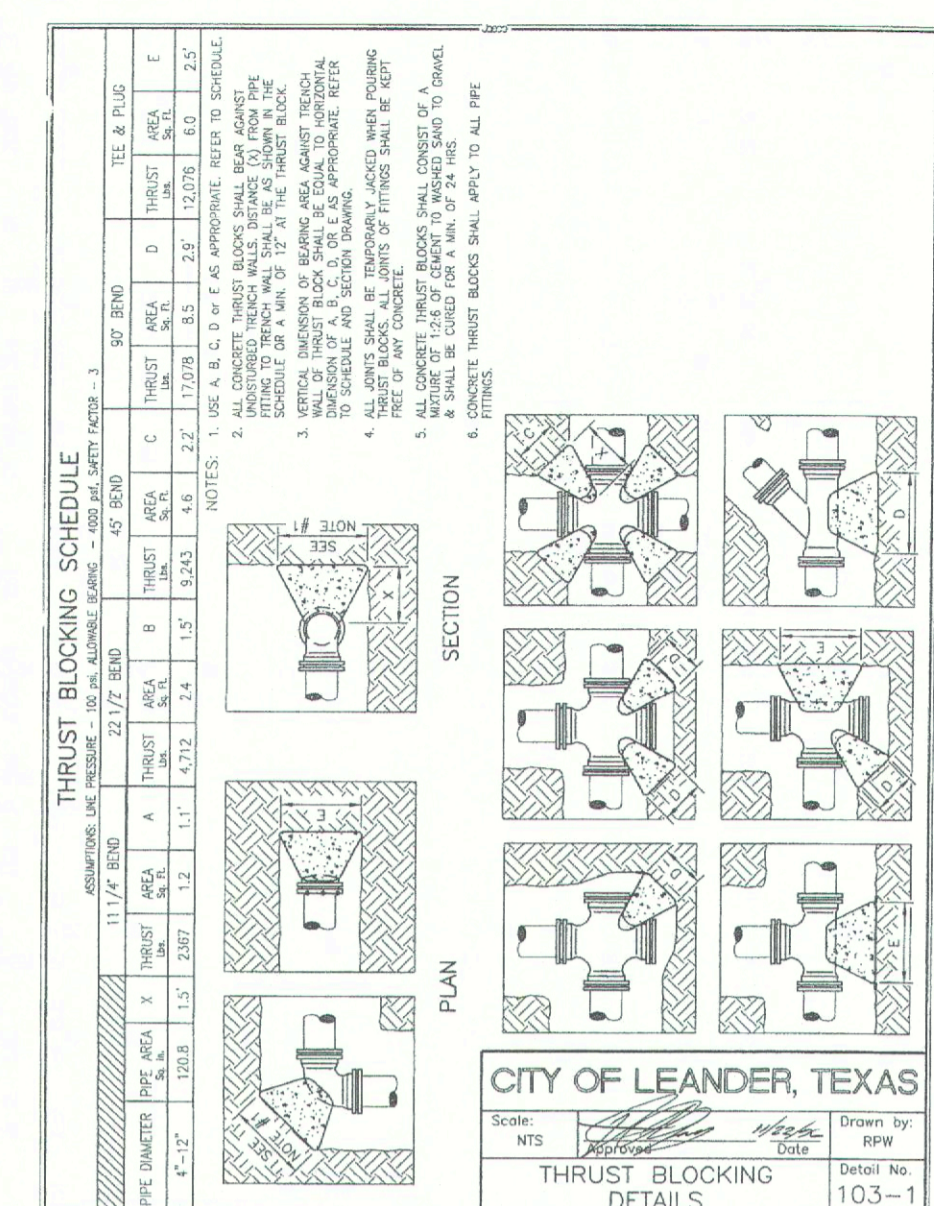 THRUST BLOCKING SCHEDULE
ASSUMPTIONS: LINE PRESSURE - 100 psi, ALLOWABLE BEARING - 4000 psf, SAFETY FACTOR - 3
11 1/4° BEND 22 1/2° BEND 45° BEND 90° BEND TEE & PLUG
PIPE DIAMETER PIPE AREA Sq. in. X THRUST Lbs. AREA Sq. Ft. A THRUST Lbs. AREA Sq. Ft. B THRUST Lbs. AREA Sq. Ft. C THRUST Lbs. AREA Sq. Ft. D THRUST Lbs. AREA Sq. Ft. E
4"-12" 120.8 1.5' 2367 1.2 1.1' 4,712 2.4 1.5' 9,243 4.6 2.2' 17,078 8.5 2.9' 12,076 6.0 2.5'
NOTES: 1. USE A, B, C, D or E AS APPROPRIATE. REFER TO SCHEDULE.
2. ALL CONCRETE THRUST BLOCKS SHALL BEAR AGAINST
UNDISTURBED TRENCH WALLS. DISTANCE (X) FROM PIPE
FITTING TO TRENCH WALL SHALL BE AS SHOWN IN THE
SCHEDULE OR A MIN. OF 12" AT THE THRUST BLOCK.
3. VERTICAL DIMENSION OF BEARING AREA AGAINST TRENCH
WALL OF THRUST BLOCK SHALL BE EQUAL TO HORIZONTAL
DIMENSION OF A, B, C, D, OR E AS APPROPRIATE. REFER
TO SCHEDULE AND SECTION DRAWING.
4. ALL JOINTS SHALL BE TEMPORARILY JACKED WHEN POURING
THRUST BLOCKS. ALL JOINTS OF FITTINGS SHALL BE KEPT
FREE OF ANY CONCRETE.
5. ALL CONCRETE THRUST BLOCKS SHALL CONSIST OF A
MIXTURE OF 1:2:6 OF CEMENT TO WASHED SAND TO GRAVEL
& SHALL BE CURED FOR A MIN. OF 24 HRS.
6. CONCRETE THRUST BLOCKS SHALL APPLY TO ALL PIPE
FITTINGS.
SEE
NOTE #1
E
SEE
NOTE #1
X
PLAN
SECTION
D
D
D
C
X
E
D
E
D
CITY OF LEANDER, TEXAS
Scale:
NTS
Approved
Date
Drawn by:
RPW
THRUST BLOCKING
DETAILS
Detail No.
103-1